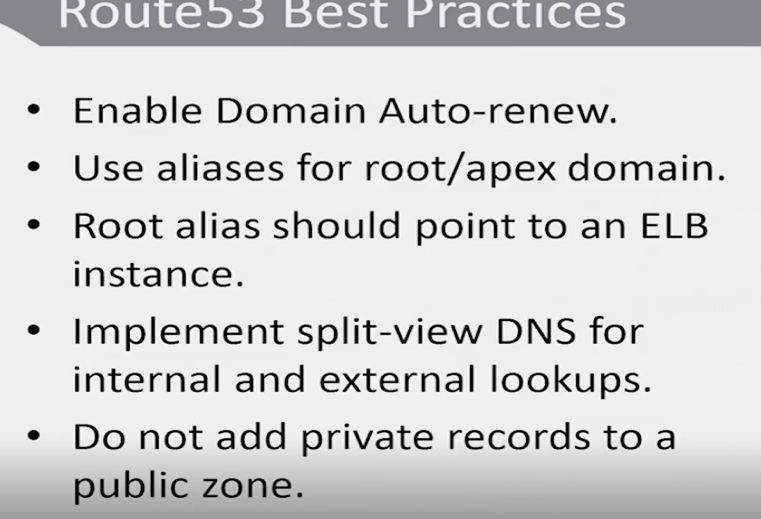 Route53 Best Practices
• Enable Domain Auto-renew.
• Use aliases for root/apex domain.
• Root alias should point to an ELB
instance.
• Implement split-view DNS for
internal and external lookups.
• Do not add private records to a
public zone.